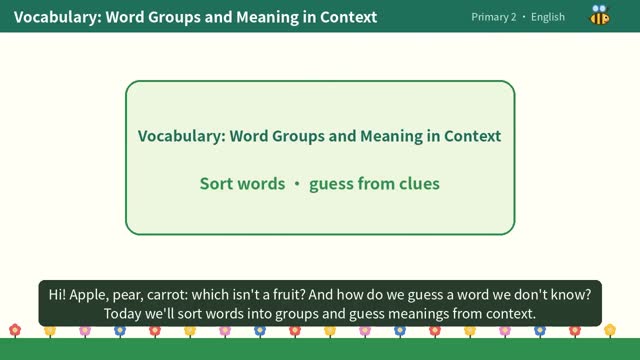 Vocabulary: Word Groups and Meaning in Context
Primary 2 · English
Vocabulary: Word Groups and Meaning in Context
Sort words · guess from clues
Hi! Apple, pear, carrot: which isn't a fruit? And how do we guess a word we don't know?
Today we'll sort words into groups and guess meanings from context.